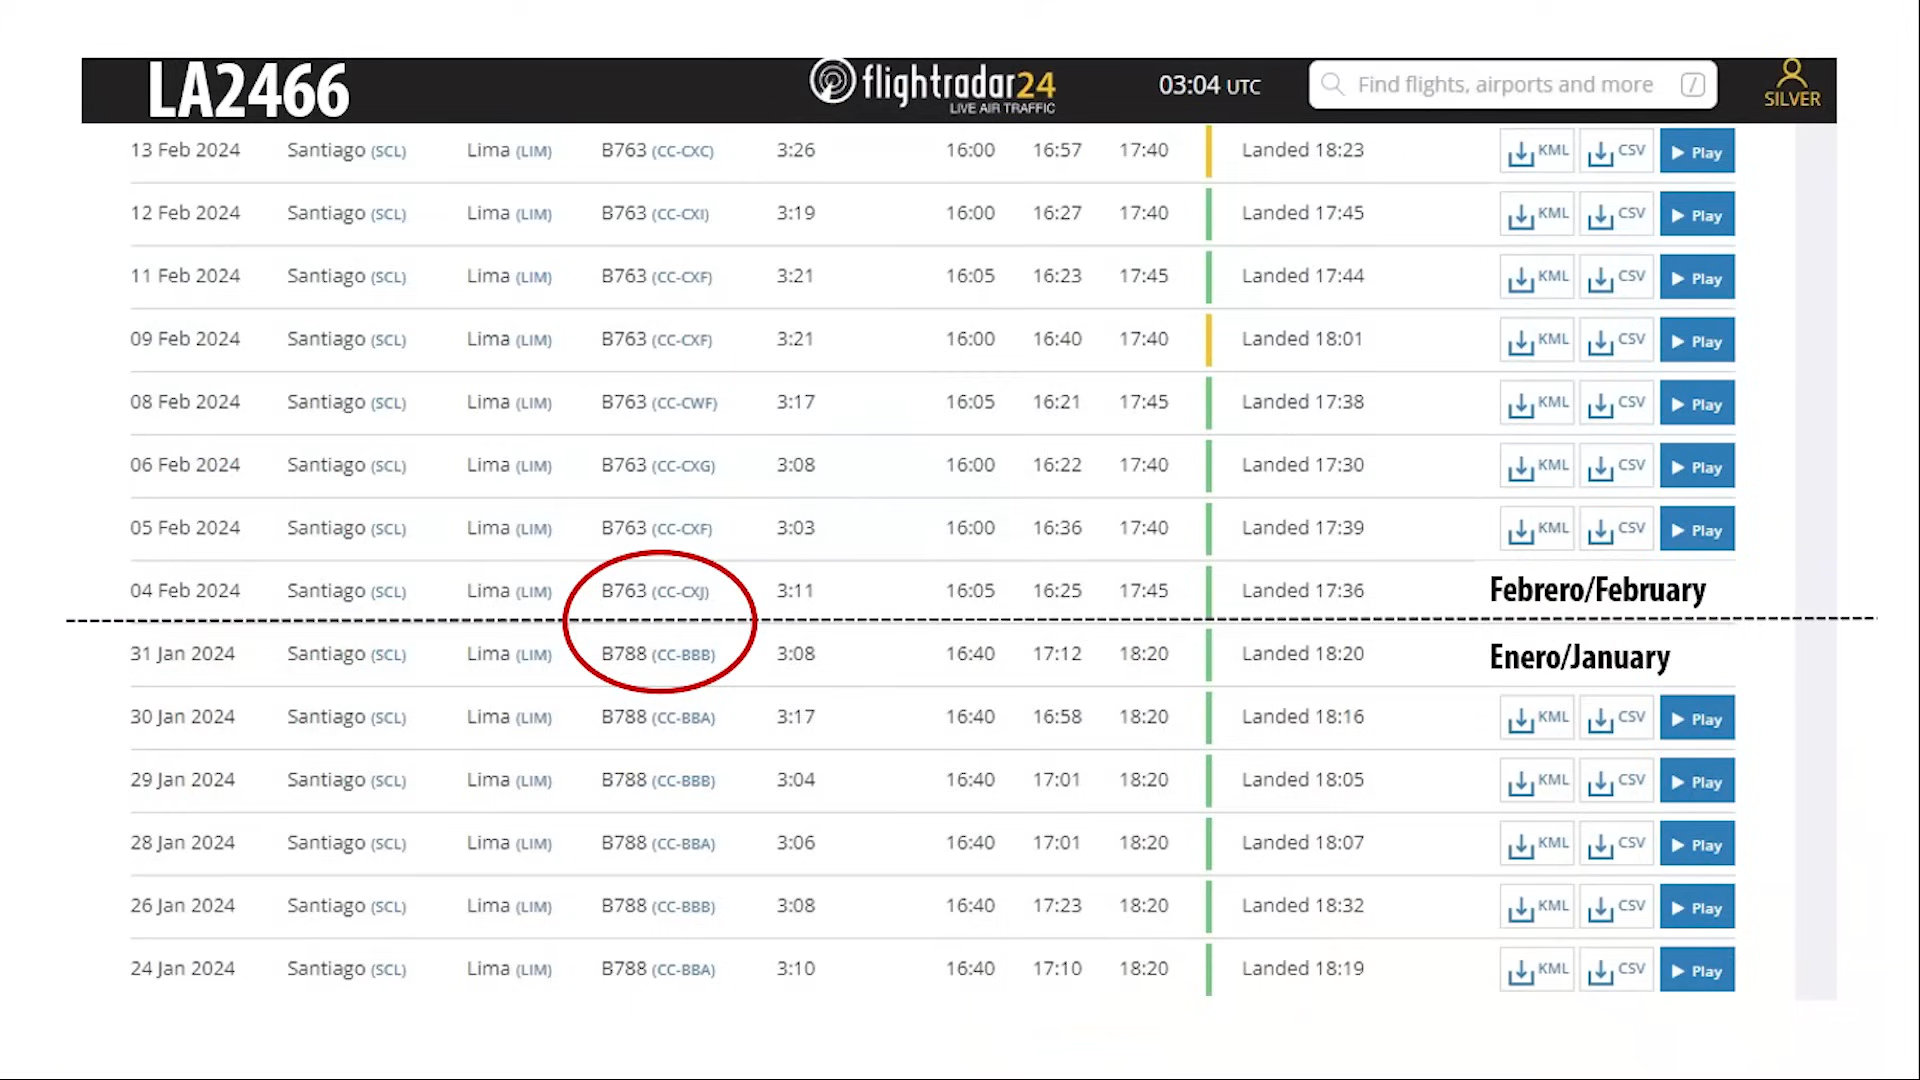 LA2466
flightradar24
LIVE AIR TRAFFIC
03:04 UTC
Find flights, airports and more /
SILVER
13 Feb 2024 Santiago (SCL) Lima (LIM) B763 (CC-CXC) 3:26 16:00 16:57 17:40 Landed 18:23 KML CSV Play
12 Feb 2024 Santiago (SCL) Lima (LIM) B763 (CC-CXI) 3:19 16:00 16:27 17:40 Landed 17:45 KML CSV Play
11 Feb 2024 Santiago (SCL) Lima (LIM) B763 (CC-CXF) 3:21 16:05 16:23 17:45 Landed 17:44 KML CSV Play
09 Feb 2024 Santiago (SCL) Lima (LIM) B763 (CC-CXF) 3:21 16:00 16:40 17:40 Landed 18:01 KML CSV Play
08 Feb 2024 Santiago (SCL) Lima (LIM) B763 (CC-CWF) 3:17 16:05 16:21 17:45 Landed 17:38 KML CSV Play
06 Feb 2024 Santiago (SCL) Lima (LIM) B763 (CC-CXG) 3:08 16:00 16:22 17:40 Landed 17:30 KML CSV Play
05 Feb 2024 Santiago (SCL) Lima (LIM) B763 (CC-CXF) 3:03 16:00 16:36 17:40 Landed 17:39 KML CSV Play
04 Feb 2024 Santiago (SCL) Lima (LIM) B763 (CC-CXJ) 3:11 16:05 16:25 17:45 Landed 17:36 Febrero/February
31 Jan 2024 Santiago (SCL) Lima (LIM) B788 (CC-BBB) 3:08 16:40 17:12 18:20 Landed 18:20 Enero/January
30 Jan 2024 Santiago (SCL) Lima (LIM) B788 (CC-BBA) 3:17 16:40 16:58 18:20 Landed 18:16 KML CSV Play
29 Jan 2024 Santiago (SCL) Lima (LIM) B788 (CC-BBB) 3:04 16:40 17:01 18:20 Landed 18:05 KML CSV Play
28 Jan 2024 Santiago (SCL) Lima (LIM) B788 (CC-BBA) 3:06 16:40 17:01 18:20 Landed 18:07 KML CSV Play
26 Jan 2024 Santiago (SCL) Lima (LIM) B788 (CC-BBB) 3:08 16:40 17:23 18:20 Landed 18:32 KML CSV Play
24 Jan 2024 Santiago (SCL) Lima (LIM) B788 (CC-BBA) 3:10 16:40 17:10 18:20 Landed 18:19 KML CSV Play